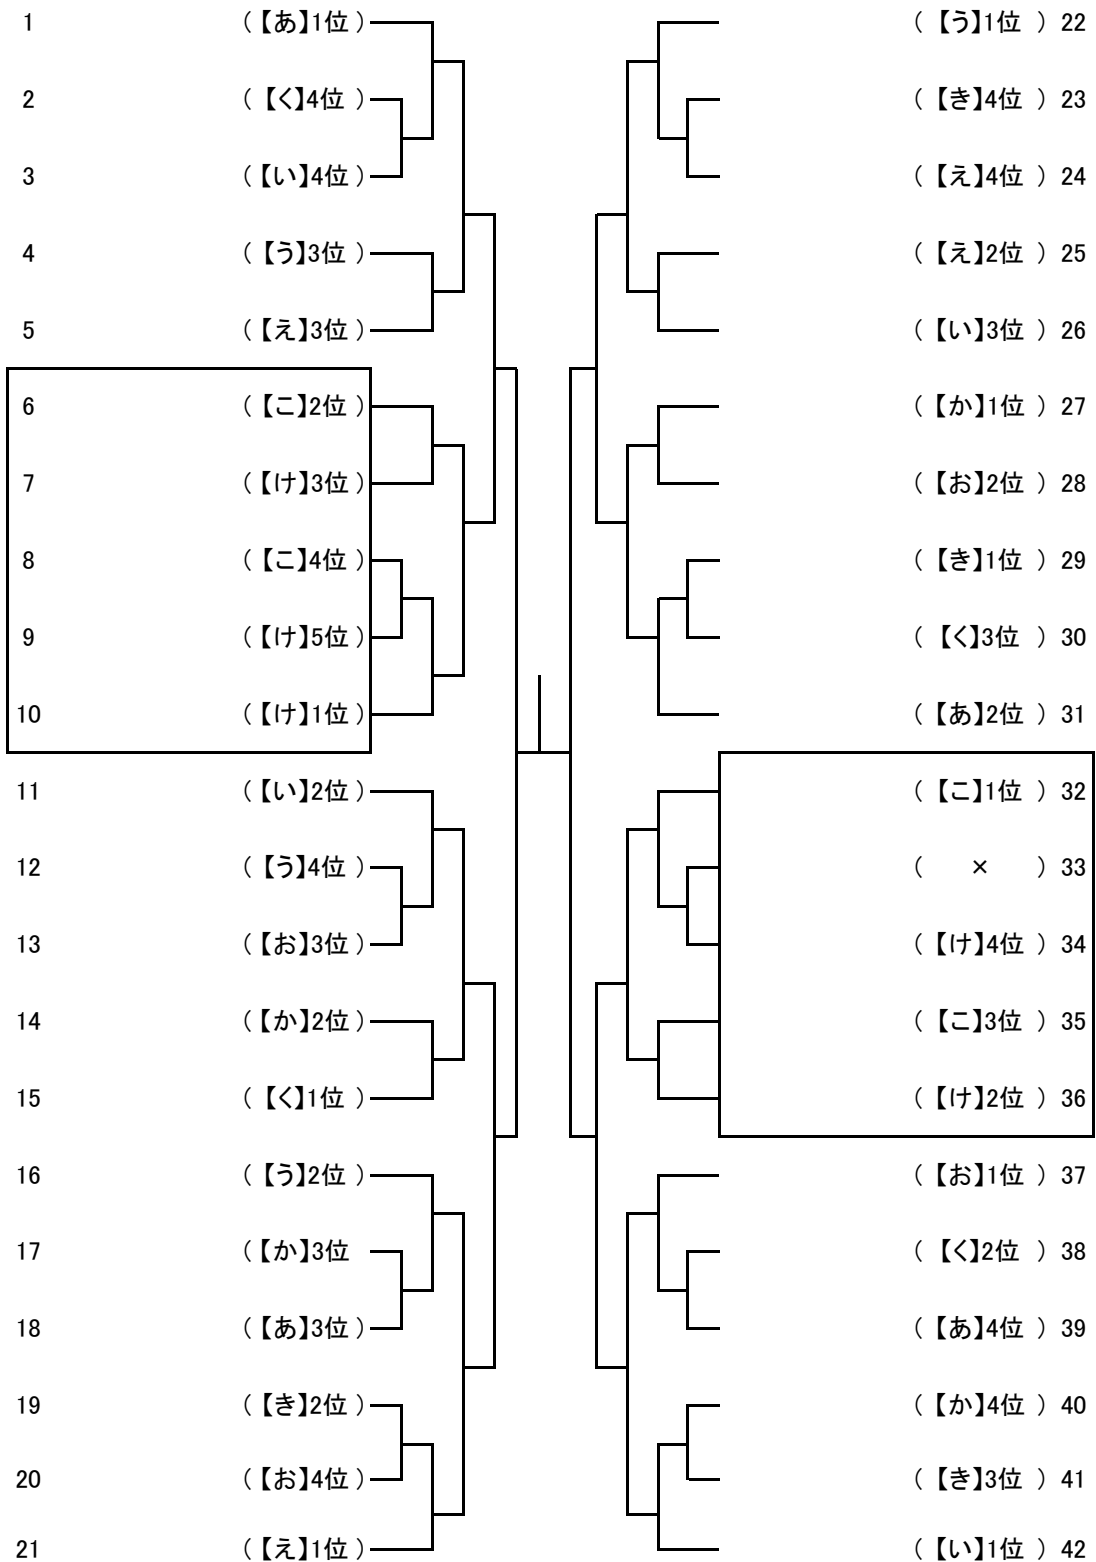 1 (【あ】1位) (【う】1位 ) 22
2 (【く】4位 ) (【き】4位 ) 23
3 (【い】4位 ) (【え】4位 ) 24
4 (【う】3位 ) (【え】2位 ) 25
5 (【え】3位 ) (【い】3位 ) 26
6 (【こ】2位) (【か】1位 ) 27
7 (【け】3位) (【お】2位 ) 28
8 (【こ】4位) (【き】1位 ) 29
9 (【け】5位) (【く】3位 ) 30
10 (【け】1位) (【あ】2位 ) 31
11 (【い】2位 ) (【こ】1位 ) 32
12 (【う】4位 ) ( × ) 33
13 (【お】3位 ) (【け】4位 ) 34
14 (【か】2位 ) (【こ】3位 ) 35
15 (【く】1位 ) (【け】2位 ) 36
16 (【う】2位 ) (【お】1位 ) 37
17 (【か】3位 (【く】2位 ) 38
18 (【あ】3位 ) (【あ】4位 ) 39
19 (【き】2位 ) (【か】4位 ) 40
20 (【お】4位 ) (【き】3位 ) 41
21 (【え】1位 ) (【い】1位 ) 42